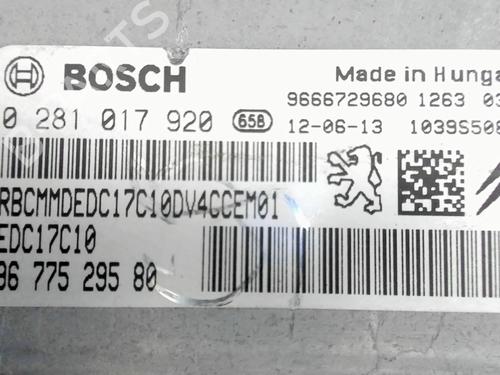 BOSCH
Made in Hunga
9666729680 1263 03
0 281 017 920 658 12-06-13 1039S508
RBCMMDEDC17C10DV4CCEM01
EDC17C10
96 775 295 80